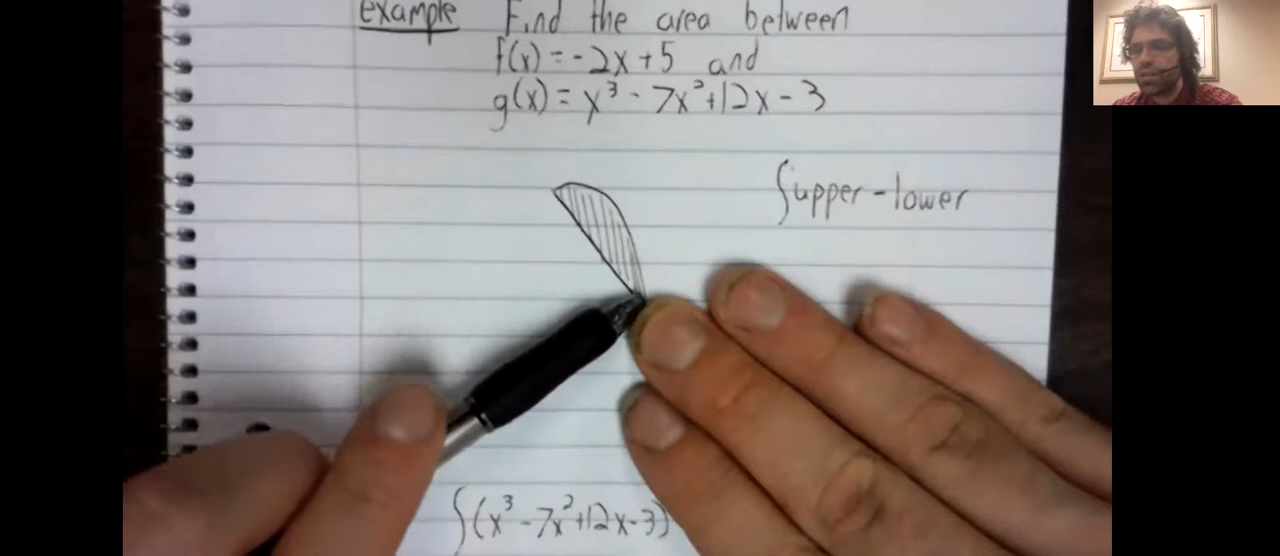 example Find the area between
f(x) = -2x + 5 and
g(x) = x³ - 7x² + 12x - 3
∫upper - lower
∫(x³ - 7x² + 12x - 3)